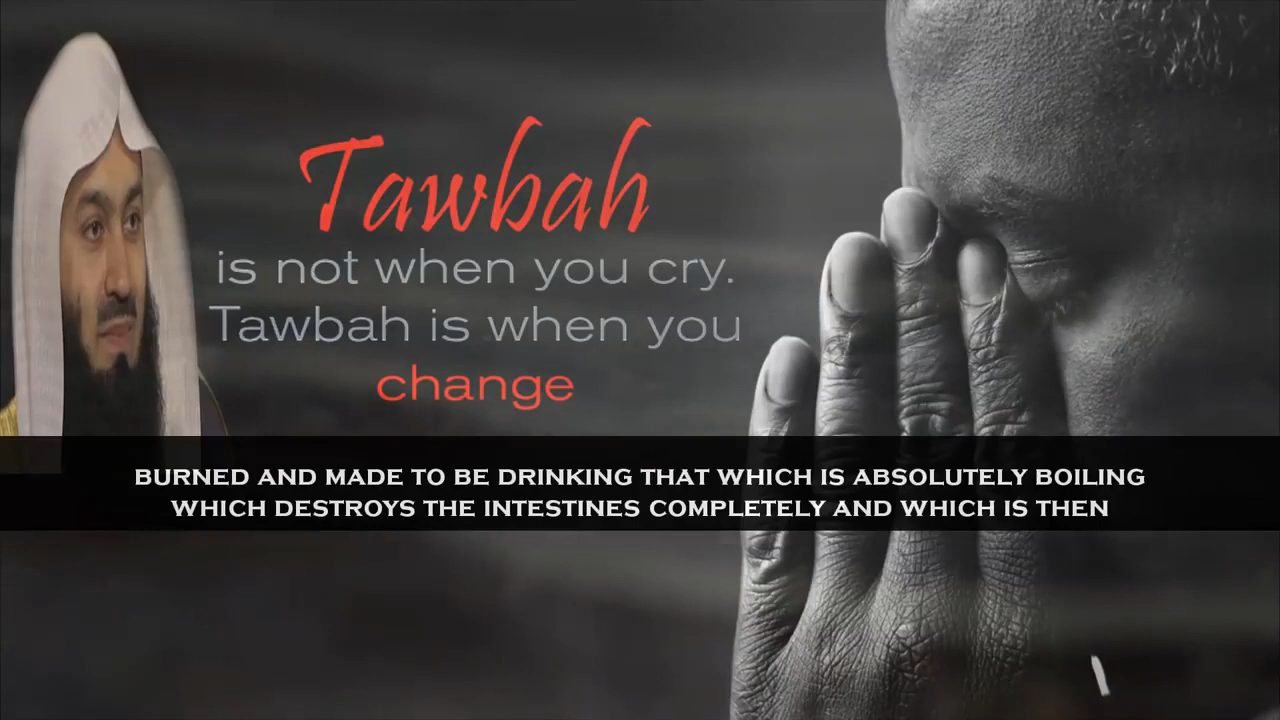 Tawbah
is not when you cry.
Tawbah is when you
change
BURNED AND MADE TO BE DRINKING THAT WHICH IS ABSOLUTELY BOILING
WHICH DESTROYS THE INTESTINES COMPLETELY AND WHICH IS THEN